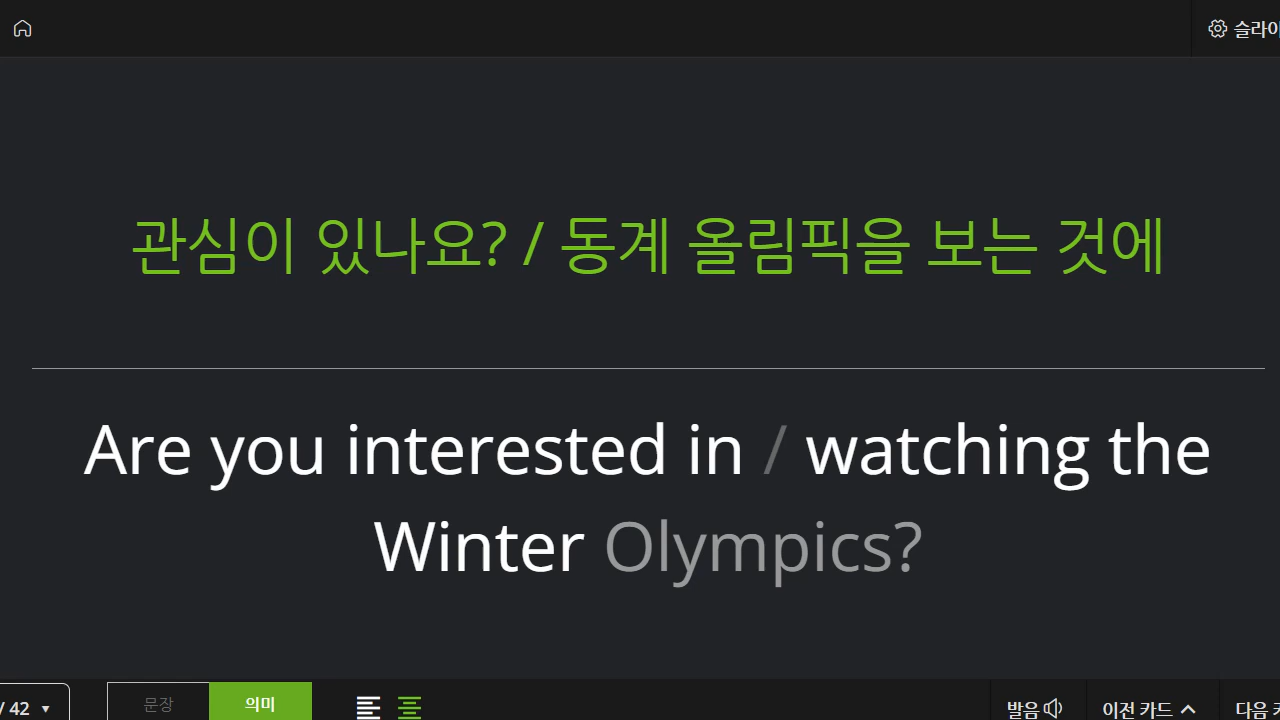 슬라이
관심이 있나요? / 동계 올림픽을 보는 것에
Are you interested in / watching the
Winter Olympics?
/ 42
문장
의미
발음
이전 카드
다음